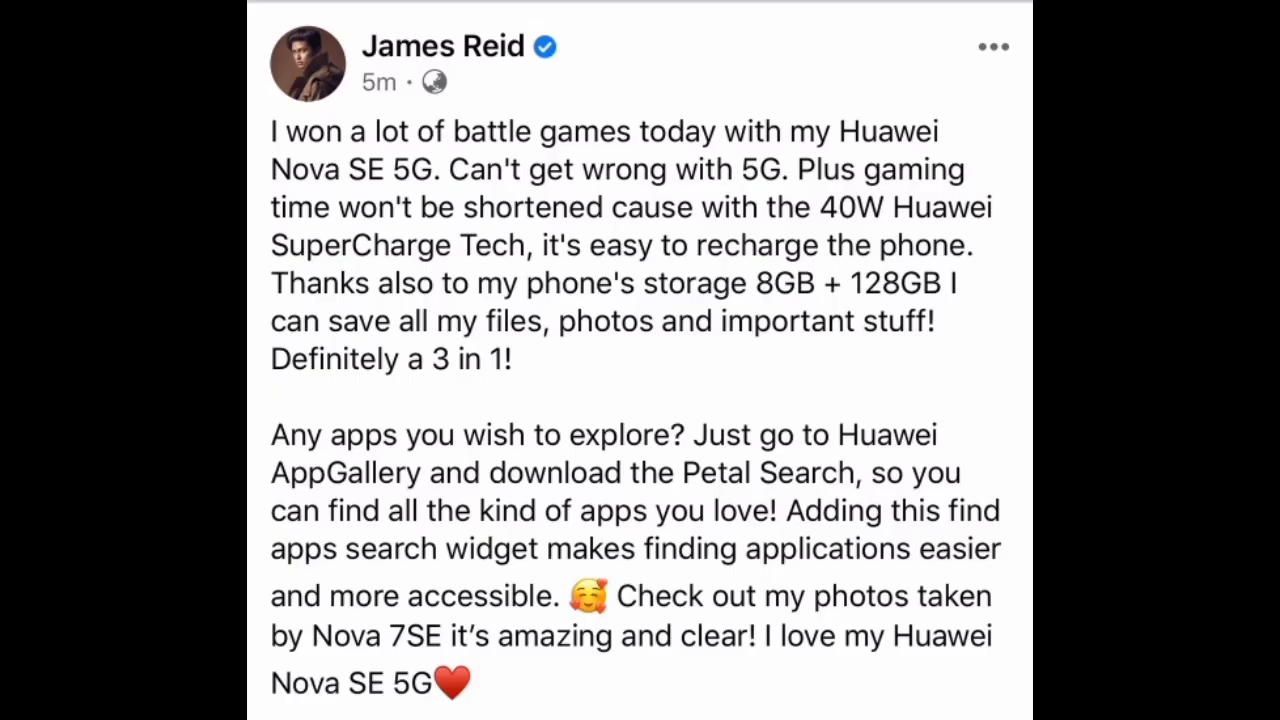 James Reid
5m ·
I won a lot of battle games today with my Huawei
Nova SE 5G. Can't get wrong with 5G. Plus gaming
time won't be shortened cause with the 40W Huawei
SuperCharge Tech, it's easy to recharge the phone.
Thanks also to my phone's storage 8GB + 128GB I
can save all my files, photos and important stuff!
Definitely a 3 in 1!
Any apps you wish to explore? Just go to Huawei
AppGallery and download the Petal Search, so you
can find all the kind of apps you love! Adding this find
apps search widget makes finding applications easier
and more accessible. 🥰 Check out my photos taken
by Nova 7SE it’s amazing and clear! I love my Huawei
Nova SE 5G♥️